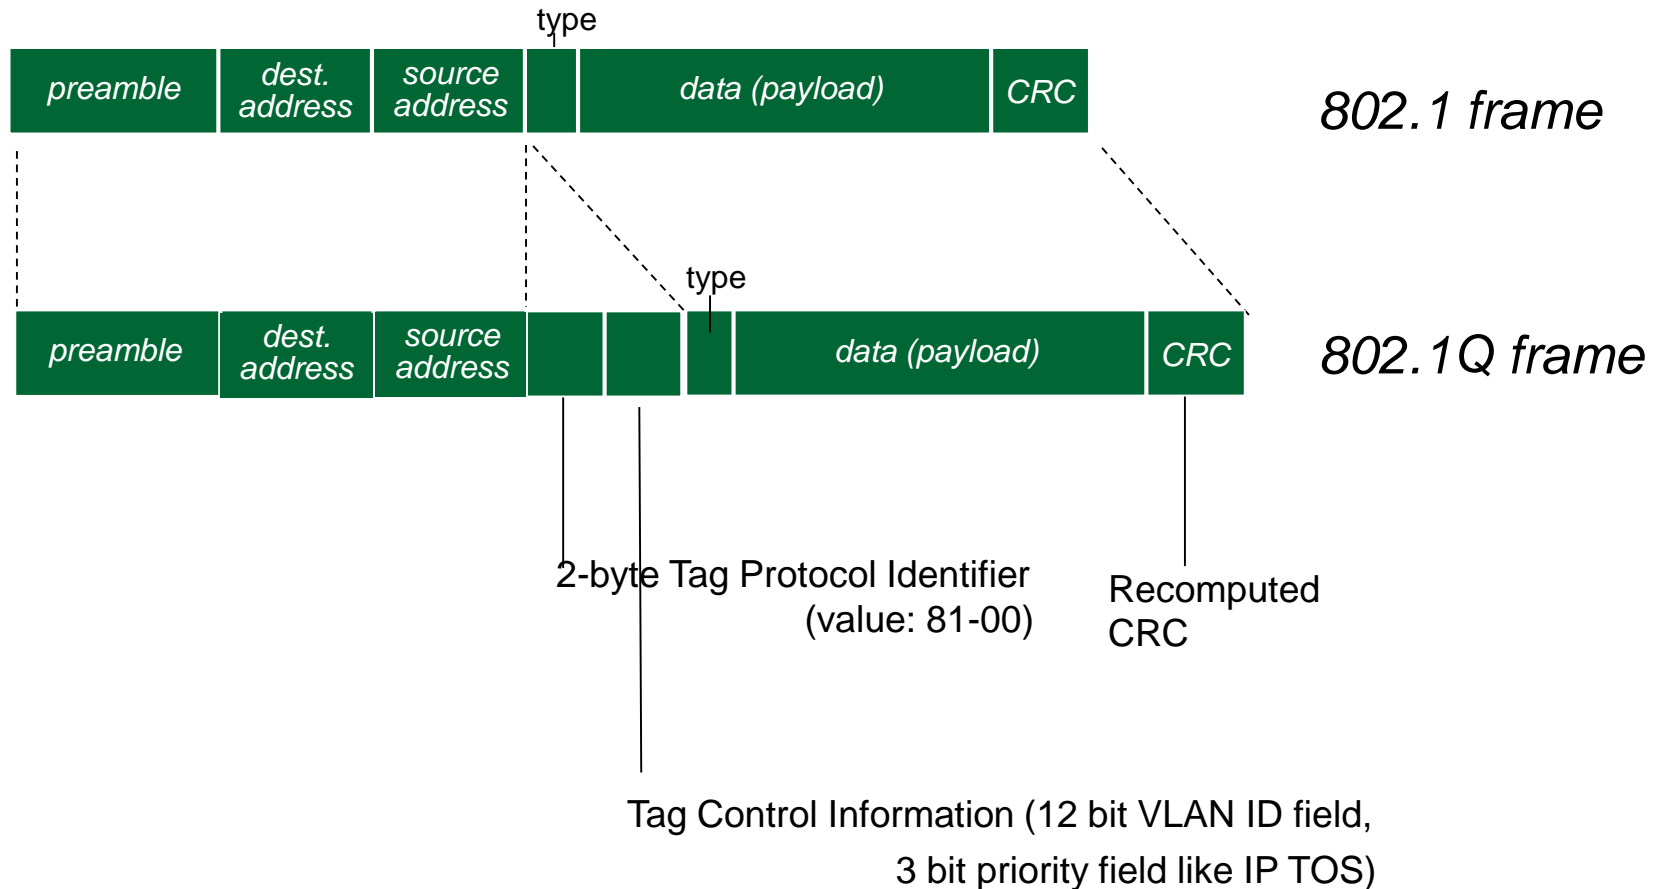 type
preamble
dest.
address
source
address
data (payload)
CRC
802.1 frame
type
preamble
dest.
address
source
address
data (payload)
CRC
802.1Q frame
2-byte Tag Protocol Identifier
(value: 81-00)
Recomputed
CRC
Tag Control Information (12 bit VLAN ID field,
3 bit priority field like IP TOS)